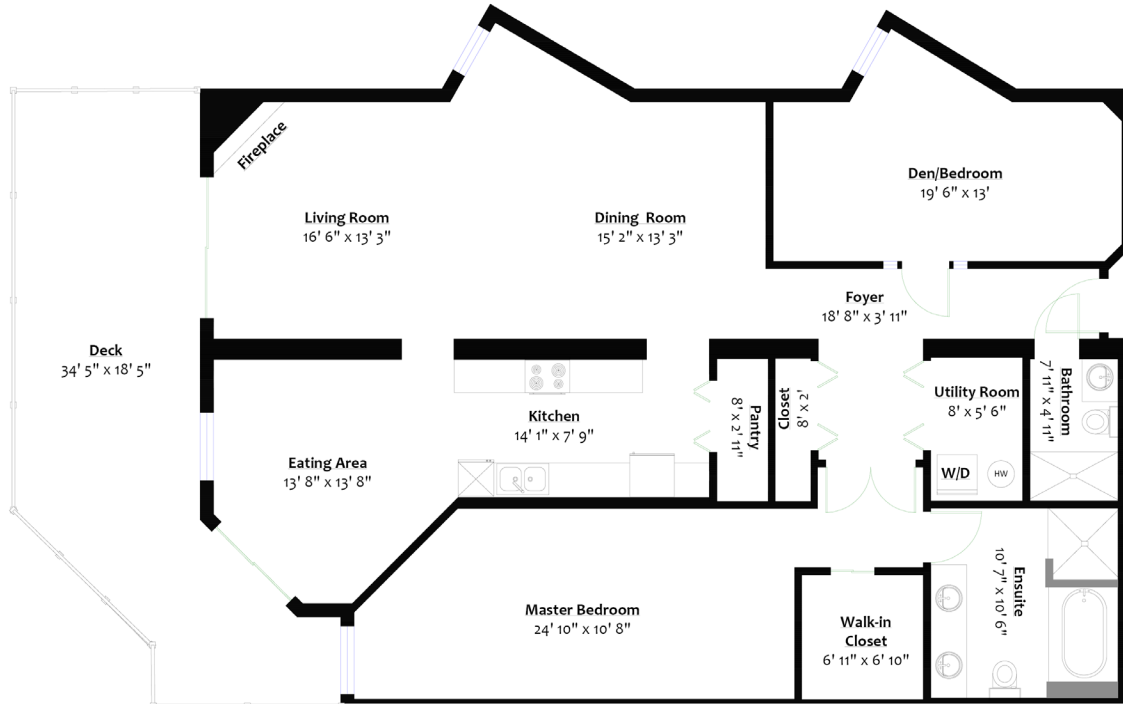 Fireplace
Living Room
16' 6" x 13' 3"
Dining Room
15' 2" x 13' 3"
Den/Bedroom
19' 6" x 13'
Foyer
18' 8" x 3' 11"
Deck
34' 5" x 18' 5"
Kitchen
14' 1" x 7' 9"
Eating Area
13' 8" x 13' 8"
Pantry
8' x 2' 11"
Closet
8' x 2'
Utility Room
8' x 5' 6"
W/D
HW
Bathroom
7' 11" x 4' 11"
Master Bedroom
24' 10" x 10' 8"
Walk-in
Closet
6' 11" x 6' 10"
Ensuite
10' 7" x 10' 6"